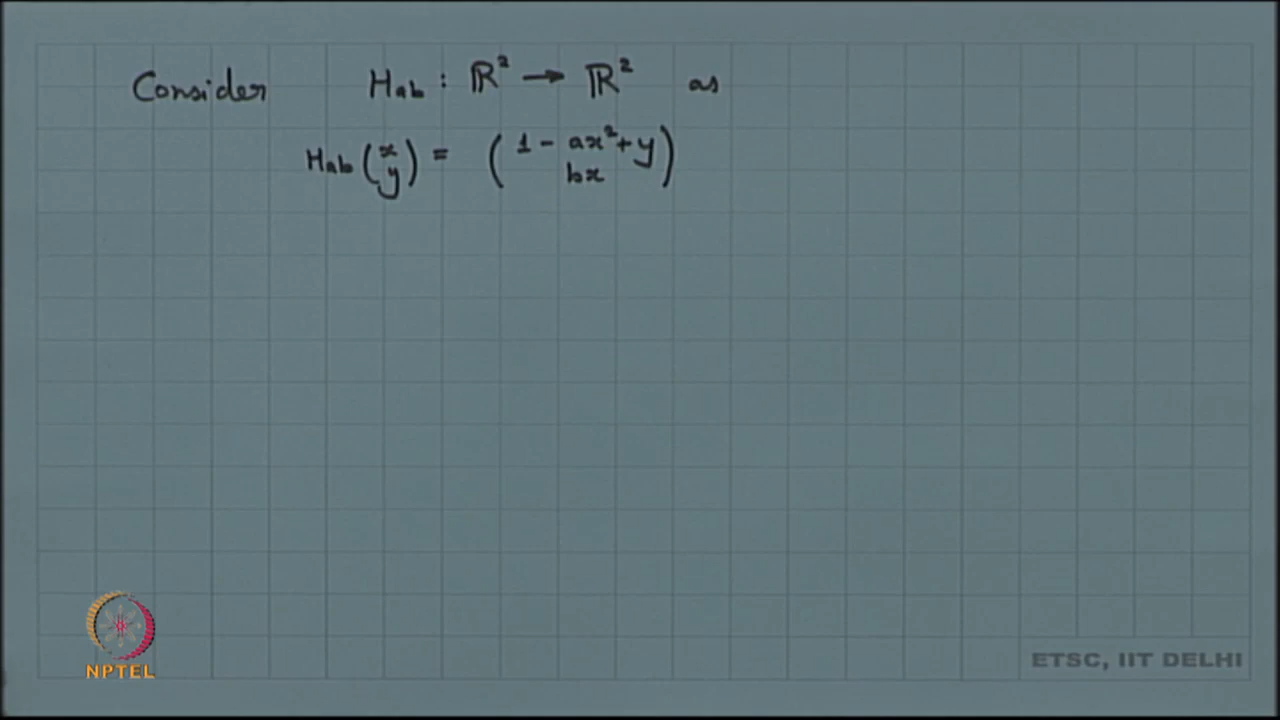 Consider H_ab : ℝ² → ℝ² as
H_ab (x y) = (1 - ax² + y bx)
NPTEL
ETSC, IIT DELHI